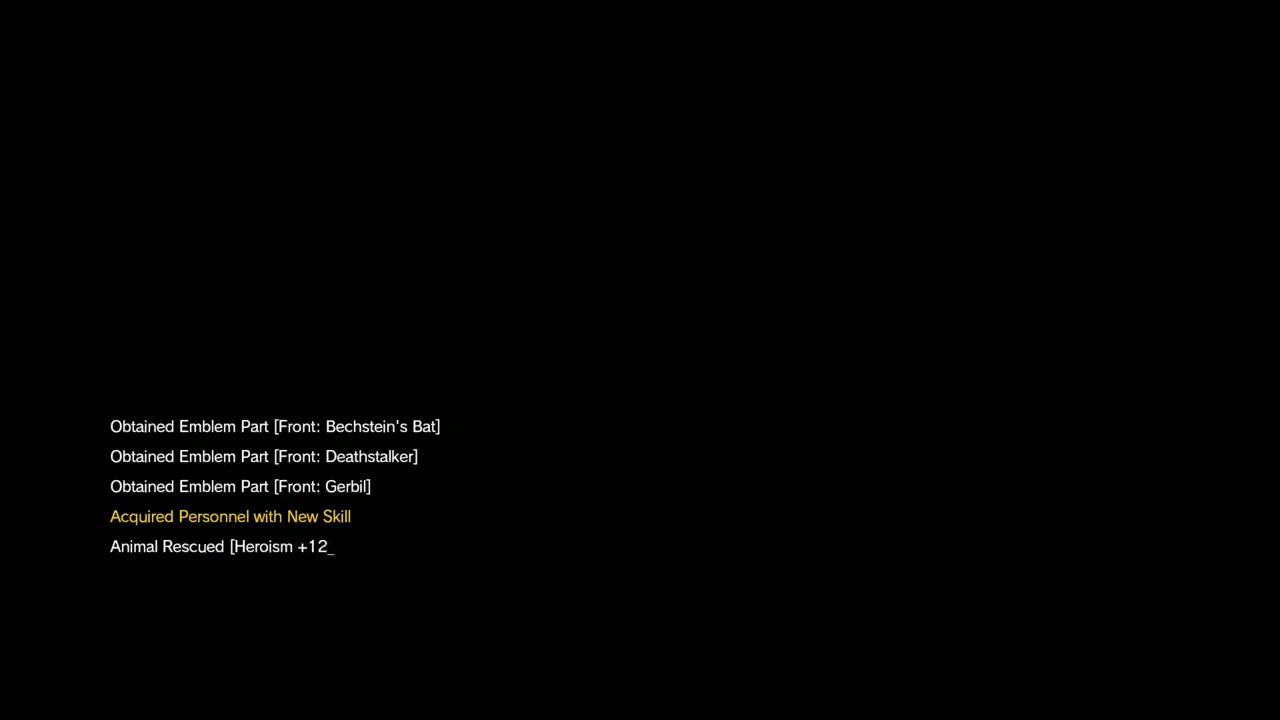 Obtained Emblem Part [Front: Bechstein's Bat]
Obtained Emblem Part [Front: Deathstalker]
Obtained Emblem Part [Front: Gerbil]
Acquired Personnel with New Skill
Animal Rescued [Heroism +12_